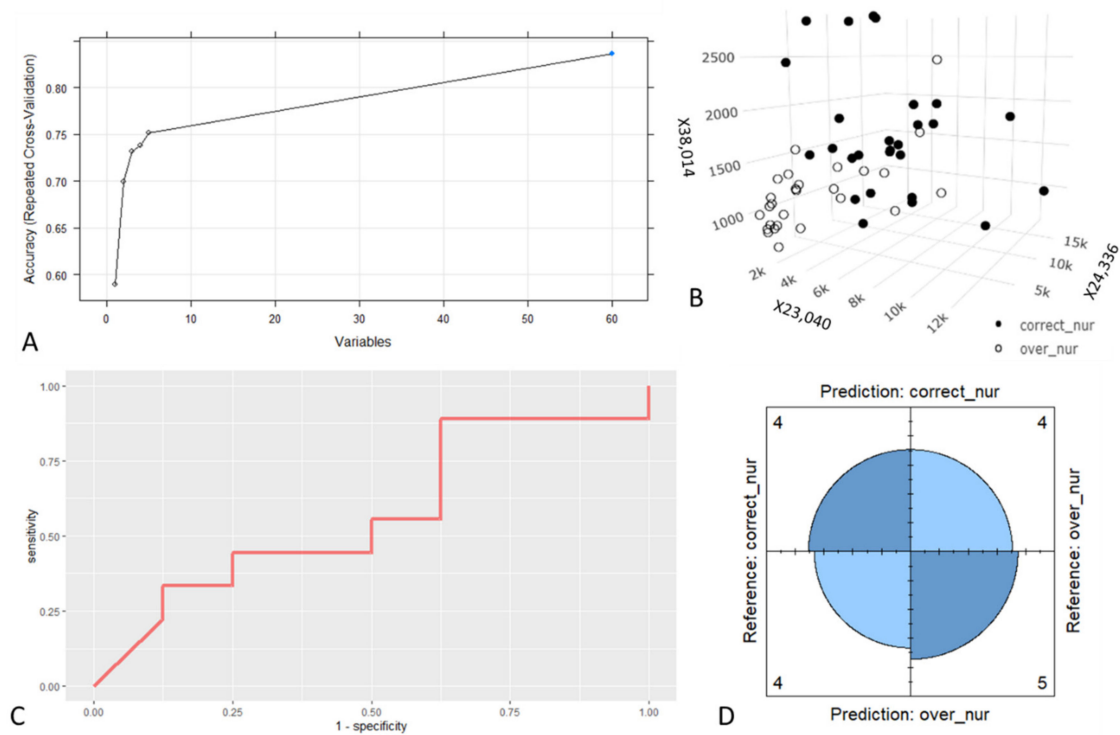 Accuracy (Repeated Cross-Validation)
0.80
0.75
0.70
0.65
0.60
0 10 20 30 40 50 60
Variables
A
X38,014
2500
2000
1500
1000
2k 4k 6k 8k 10k 12k
X23,040
5k 10k 15k
X24,336
B
correct_nur
over_nur
sensitivity
1.00
0.75
0.50
0.25
0.00
0.00 0.25 0.50 0.75 1.00
1 - specificity
C
Prediction: correct_nur
4 4
Reference: correct_nur
Reference: over_nur
4 5
Prediction: over_nur
D